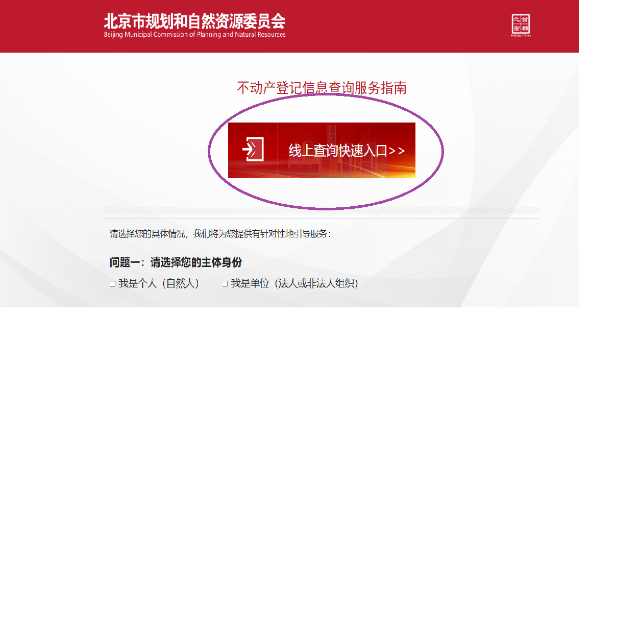 北京市规划和自然资源委员会
Beijing Municipal Commission of Planning and Natural Resources
首都之窗
不动产登记信息查询服务指南
线上查询快速入口>>
请选择您的具体情况，我们将为您提供有针对性地引导服务：
问题一：请选择您的主体身份
我是个人（自然人） 我是单位（法人或非法人组织）